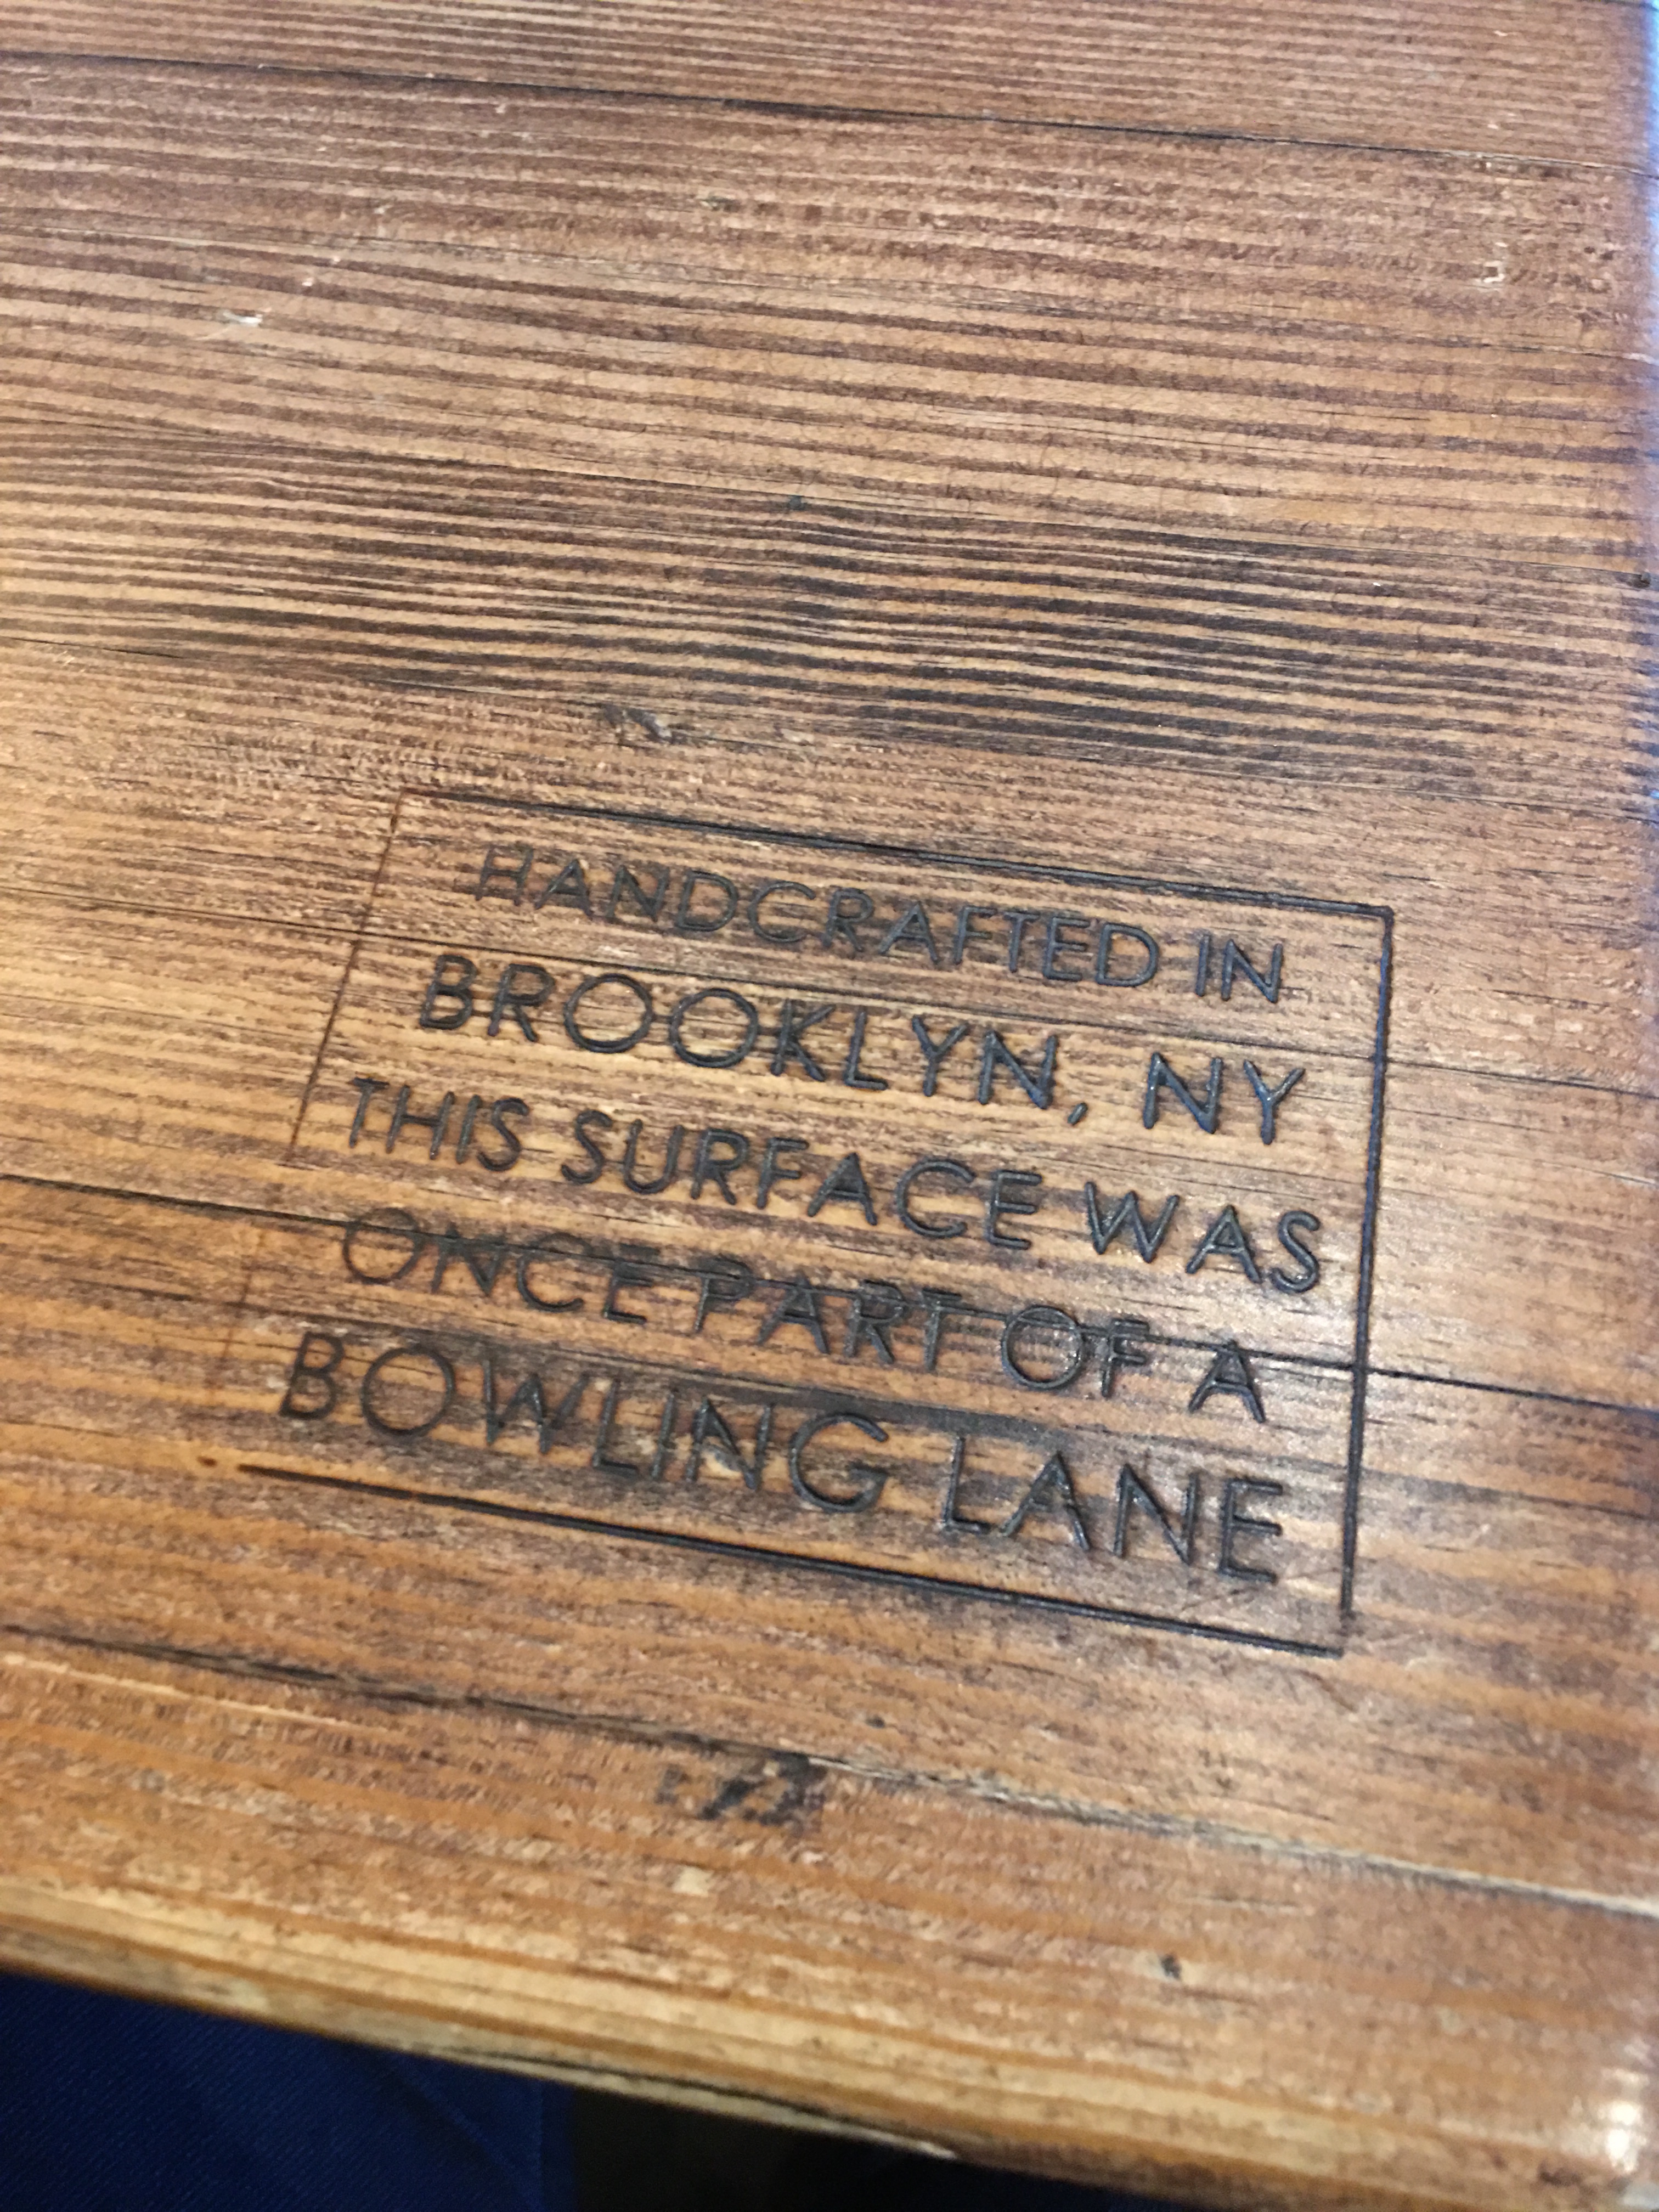 HANDCRAFTED IN
BROOKLYN, NY
THIS SURFACE WAS
ONCE PART OF A
BOWLING LANE